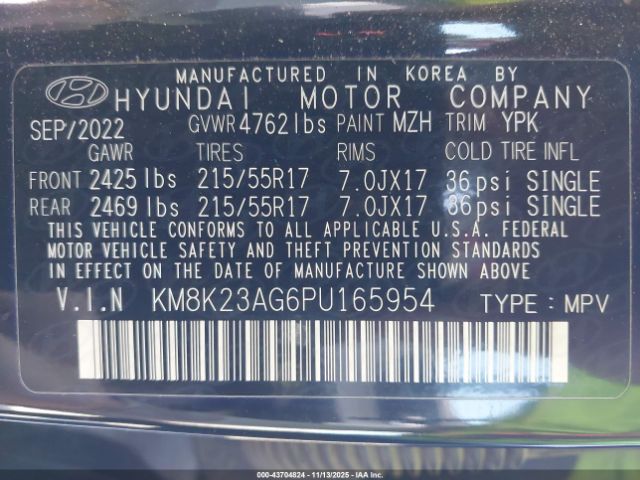 MANUFACTURED IN KOREA BY
HYUNDAI MOTOR COMPANY
SEP/2022 GVWR 4762 lbs PAINT MZH TRIM YPK
GAWR TIRES RIMS COLD TIRE INFL
FRONT 2425 lbs 215/55R17 7.0JX17 36 psi SINGLE
REAR 2469 lbs 215/55R17 7.0JX17 36 psi SINGLE
THIS VEHICLE CONFORMS TO ALL APPLICABLE U.S.A. FEDERAL
MOTOR VEHICLE SAFETY AND THEFT PREVENTION STANDARDS
IN EFFECT ON THE DATE OF MANUFACTURE SHOWN ABOVE
V.I.N KM8K23AG6PU165954 TYPE : MPV
000-43704824 | 11/13/2025 - IAAI.COM